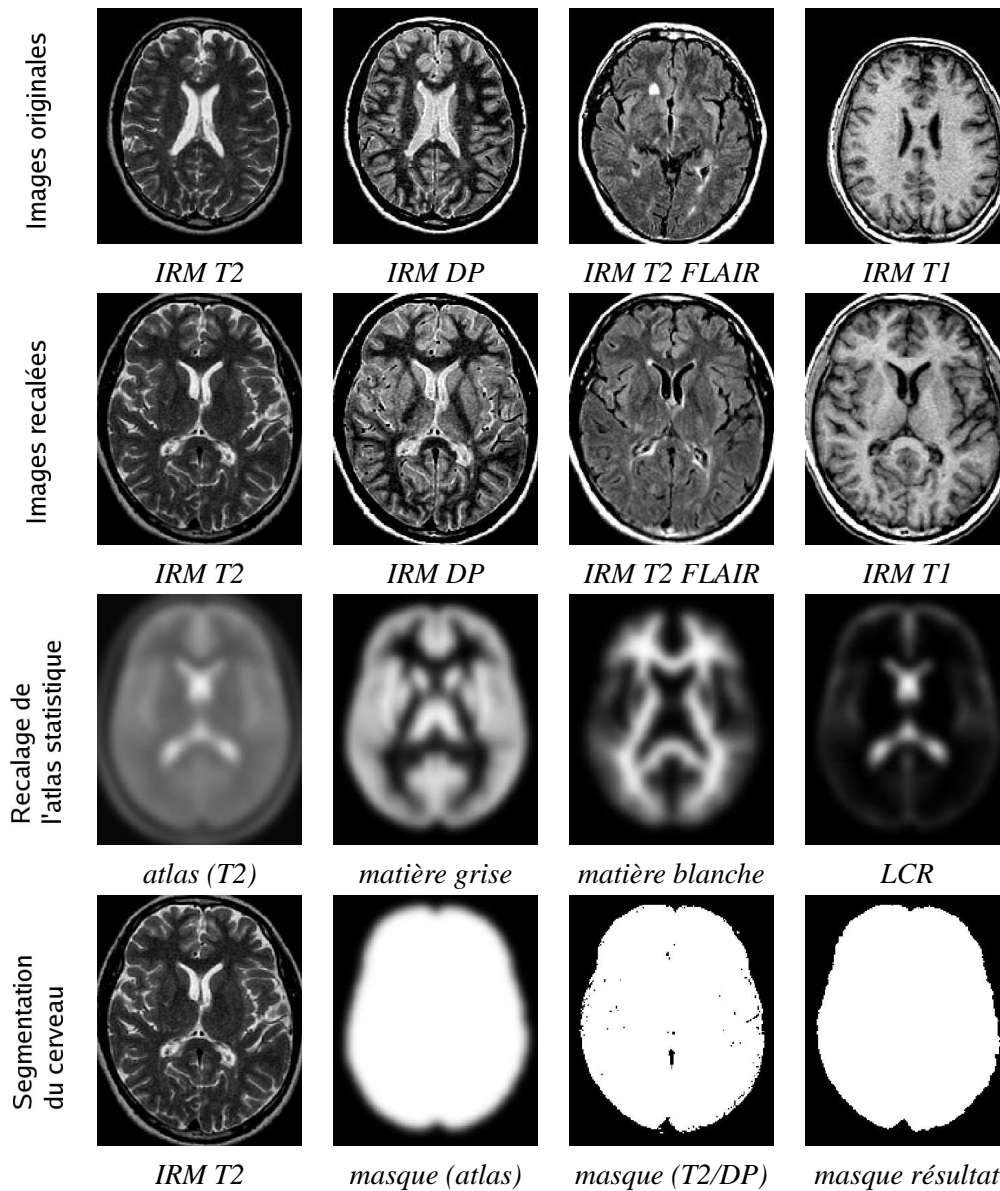 Images originales
IRM T2
IRM DP
IRM T2 FLAIR
IRM T1
Images recalées
IRM T2
IRM DP
IRM T2 FLAIR
IRM T1
Recalage de
l'atlas statistique
atlas (T2)
matière grise
matière blanche
LCR
Segmentation
du cerveau
IRM T2
masque (atlas)
masque (T2/DP)
masque résultat